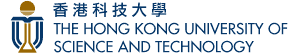 香港科技大學
THE HONG KONG UNIVERSITY OF
SCIENCE AND TECHNOLOGY